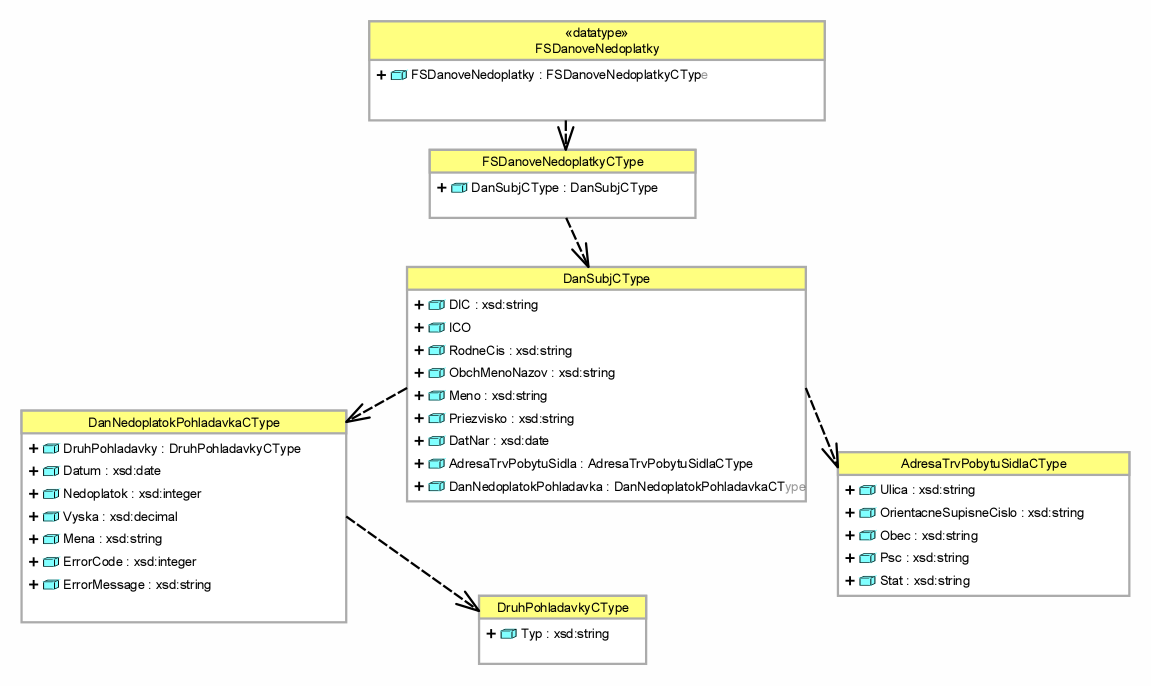 «datatype»
FSDanoveNedoplatky
FSDanoveNedoplatky : FSDanoveNedoplatkyCType
FSDanoveNedoplatkyCType
DanSubjCType : DanSubjCType
DanSubjCType
DIC : xsd:string
ICO
RodneCis : xsd:string
ObchMenoNazov : xsd:string
Meno : xsd:string
Priezvisko : xsd:string
DatNar : xsd:date
AdresaTrvPobytuSidla : AdresaTrvPobytuSidlaCType
DanNedoplatokPohladavka : DanNedoplatokPohladavkaCType
DanNedoplatokPohladavkaCType
DruhPohladavky : DruhPohladavkyCType
Datum : xsd:date
Nedoplatok : xsd:integer
Vyska : xsd:decimal
Mena : xsd:string
ErrorCode : xsd:integer
ErrorMessage : xsd:string
AdresaTrvPobytuSidlaCType
Ulica : xsd:string
OrientacneSupisneCislo : xsd:string
Obec : xsd:string
Psc : xsd:string
Stat : xsd:string
DruhPohladavkyCType
Typ : xsd:string